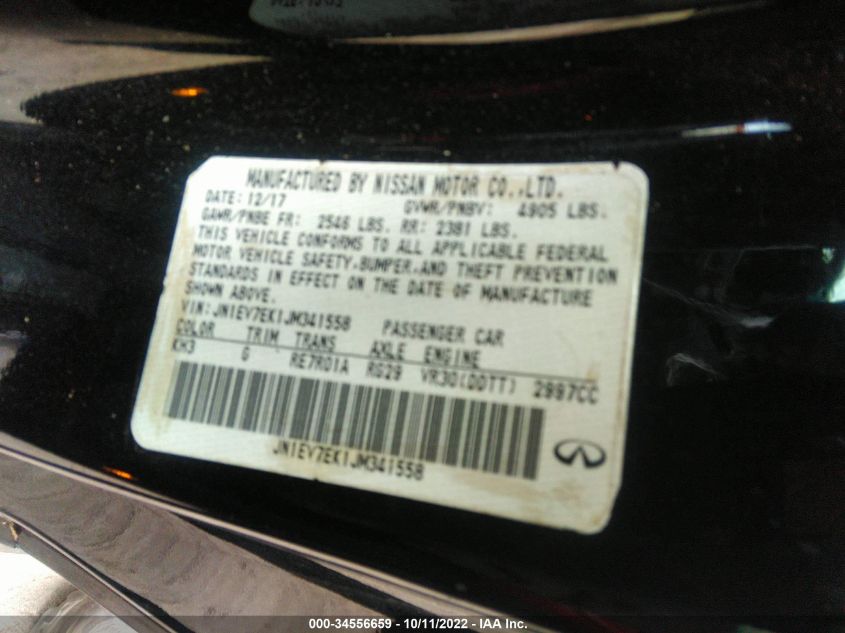 MANUFACTURED BY NISSAN MOTOR CO.,LTD.
DATE: 12/17 GVWR/PNBV: 4905 LBS.
GAWR/PNBE FR: 2546 LBS. RR: 2381 LBS.
THIS VEHICLE CONFORMS TO ALL APPLICABLE FEDERAL
MOTOR VEHICLE SAFETY,BUMPER,AND THEFT PREVENTION
STANDARDS IN EFFECT ON THE DATE OF MANUFACTURE
SHOWN ABOVE.
VIN:JN1EV7EK1JM341558 PASSENGER CAR
COLOR TRIM TRANS AXLE ENGINE
KH3 G RE7R01A RG29 VR30(DDTT) 2997CC
JN1EV7EK1JM341558
000-34556659 - 10/11/2022 - IAA Inc.